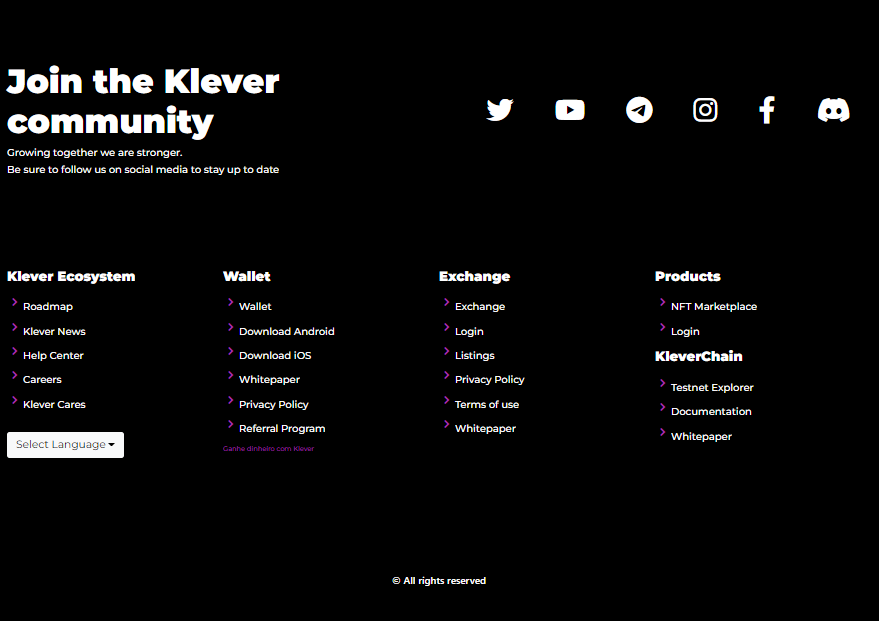 Join the Klever
community
Growing together we are stronger.
Be sure to follow us on social media to stay up to date
Klever Ecosystem
Roadmap
Klever News
Help Center
Careers
Klever Cares
Select Language
Wallet
Wallet
Download Android
Download iOS
Whitepaper
Privacy Policy
Referral Program
Ganhe dinheiro com Klever
Exchange
Exchange
Login
Listings
Privacy Policy
Terms of use
Whitepaper
Products
NFT Marketplace
Login
KleverChain
Testnet Explorer
Documentation
Whitepaper
© All rights reserved